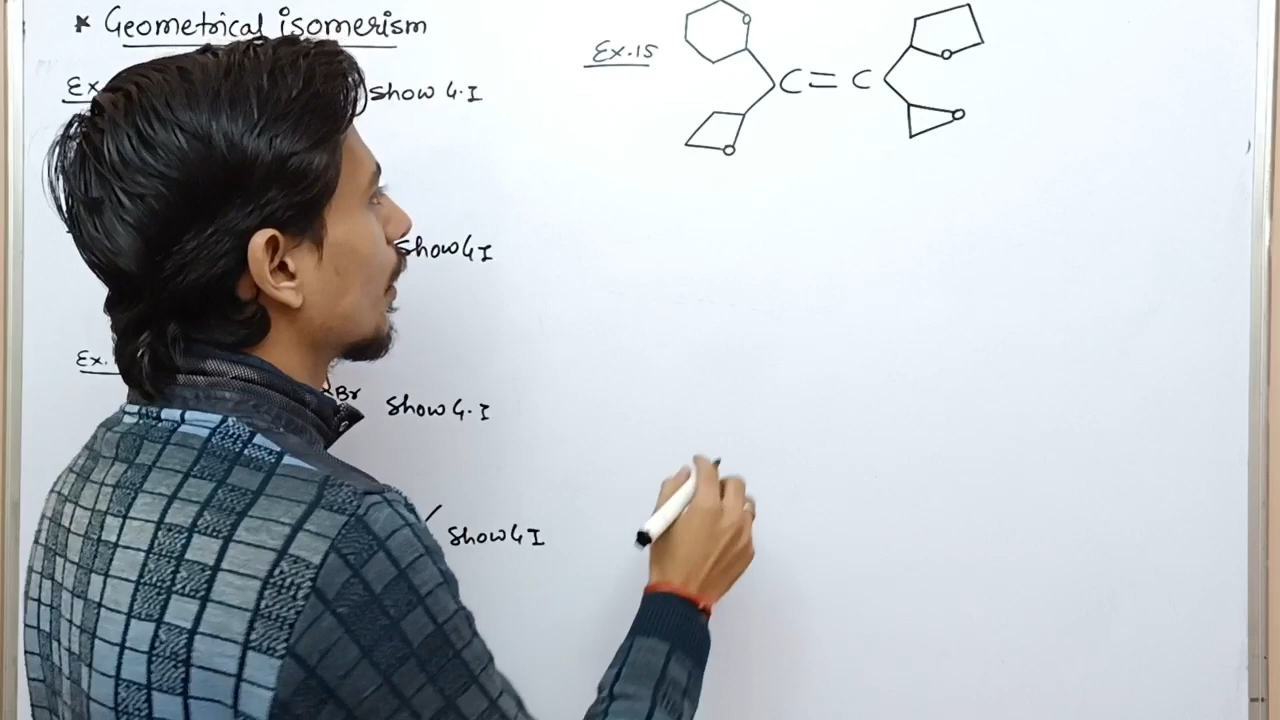 * Geometrical isomerism
Ex
show G.I
show G I
Ex.
Br
show G.I
show G I
Ex.15
C = C